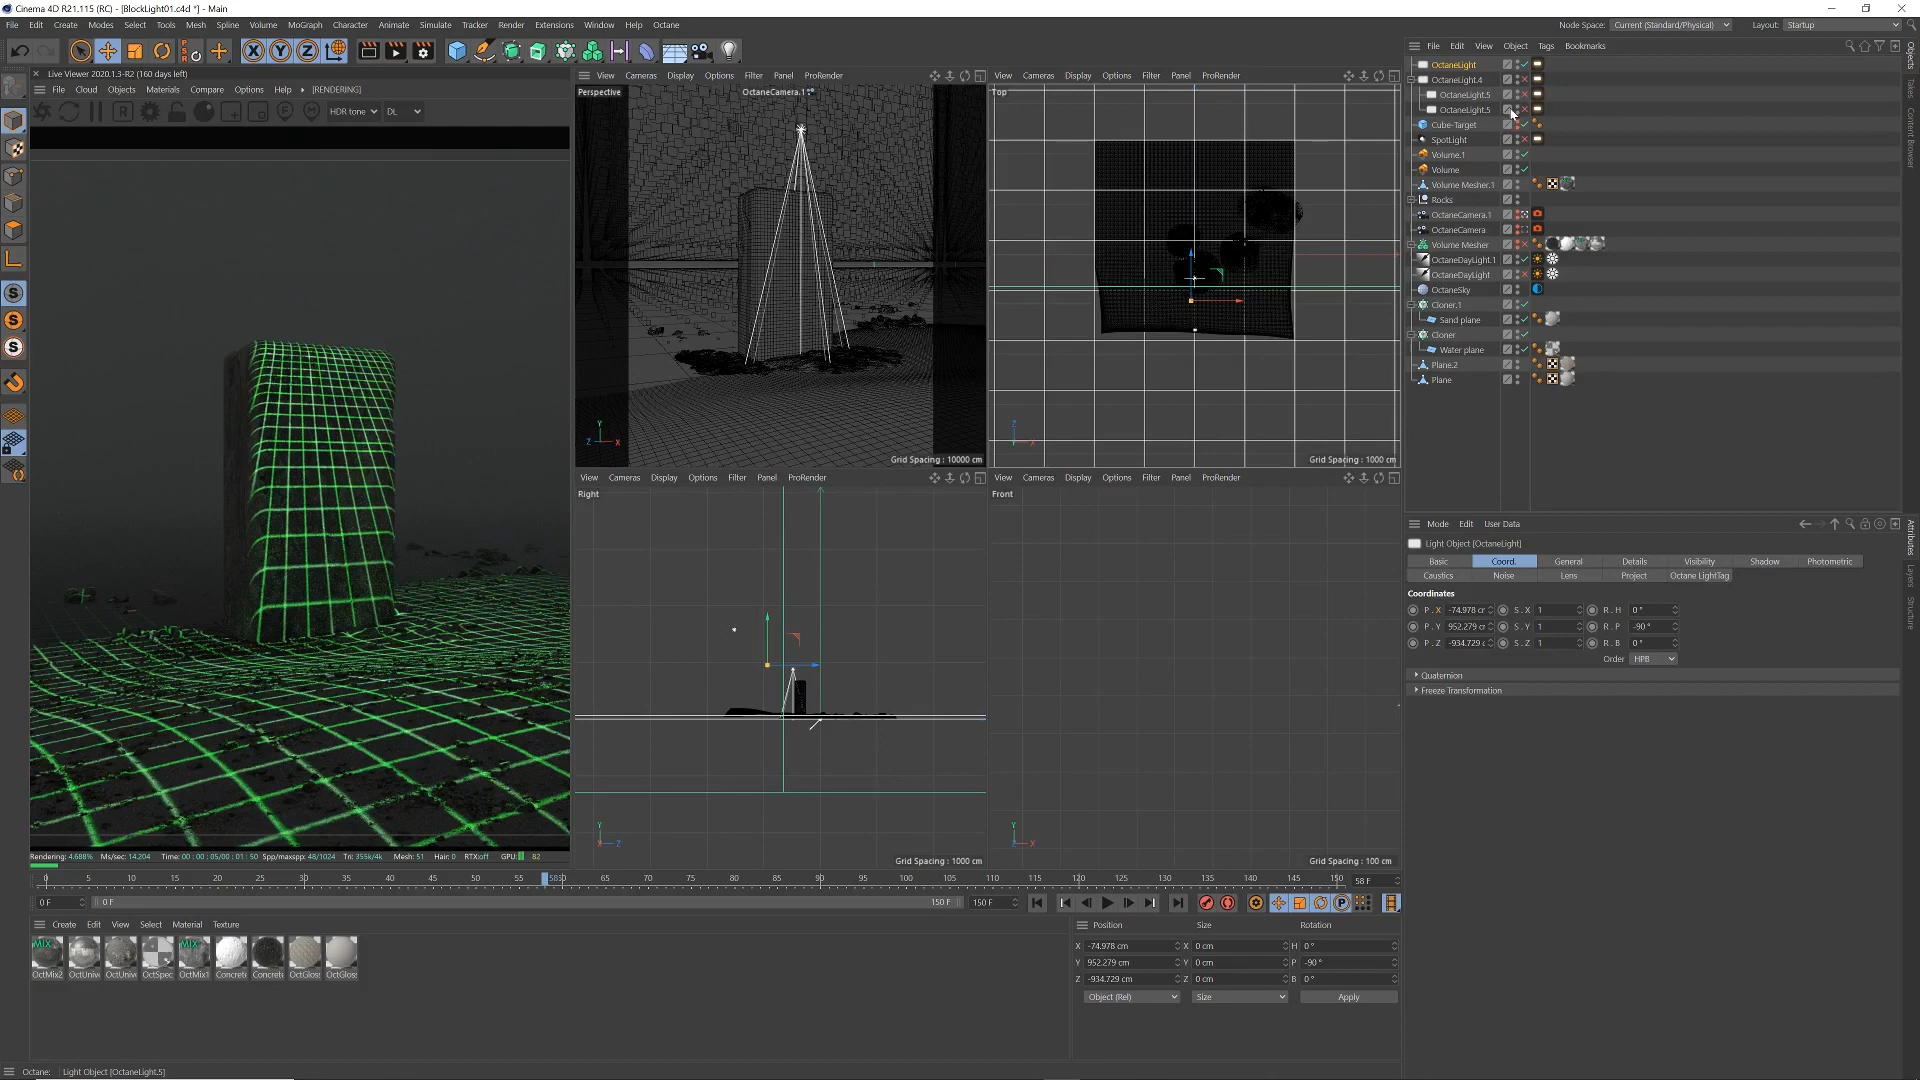 Cinema 4D R21.115 (RC) - [BlockLight01.c4d *] - Main
File Edit Create Modes Select Tools Mesh Spline Volume MoGraph Character Animate Simulate Tracker Render Extensions Window Help Octane
Node Space: Current (Standard/Physical) Layout: Startup
Live Viewer 2020.1.3-R2 (160 days left)
File Cloud Objects Materials Compare Options Help [RENDERING]
HDR tone DL
View Cameras Display Options Filter Panel ProRender
Perspective OctaneCamera.1
Grid Spacing : 10000 cm
View Cameras Display Options Filter Panel ProRender
Top
Grid Spacing : 1000 cm
View Cameras Display Options Filter Panel ProRender
Right
Grid Spacing : 1000 cm
View Cameras Display Options Filter Panel ProRender
Front
Grid Spacing : 100 cm
File Edit View Object Tags Bookmarks
OctaneLight
OctaneLight.4
OctaneLight.5
OctaneLight.5
Cube-Target
SpotLight
Volume.1
Volume
Volume Mesher.1
Rocks
OctaneCamera.1
OctaneCamera
Volume Mesher
OctaneDayLight.1
OctaneDayLight
OctaneSky
Cloner.1
Sand plane
Cloner
Water plane
Plane.2
Plane
Objects
Takes
Content Browser
Mode Edit User Data
Light Object [OctaneLight]
Basic Coord. General Details Visibility Shadow Photometric
Caustics Noise Lens Project Octane LightTag
Coordinates
P . X -74.978 cr S . X 1 R . H 0 °
P . Y 952.279 cr S . Y 1 R . P -90 °
P . Z -934.729 c S . Z 1 R . B 0 °
Order HPB
Quaternion
Freeze Transformation
Attributes
Layers
Structure
Rendering: 4.688% Ms/sec: 14.204 Time: 00 : 00 : 05/00 : 01 : 50 Spp/maxspp: 48/1024 Tri: 355k/4k Mesh: 51 Hair: 0 RTX:off GPU: 82
0 5 10 15 20 25 30 35 40 45 50 55 5850 65 70 75 80 85 90 95 100 105 110 115 120 125 130 135 140 145 150 58 F
0 F 0 F 150 F 150 F
Create Edit View Select Material Texture
MIX MIX
OctMix2 OctUnive OctUnive OctSpec OctMix1 Concrete Concrete OctGlos: OctGlos:
Position Size Rotation
X -74.978 cm X 0 cm H 0 °
Y 952.279 cm Y 0 cm P -90 °
Z -934.729 cm Z 0 cm B 0 °
Object (Rel) Size Apply
Octane: Light Object [OctaneLight.5]